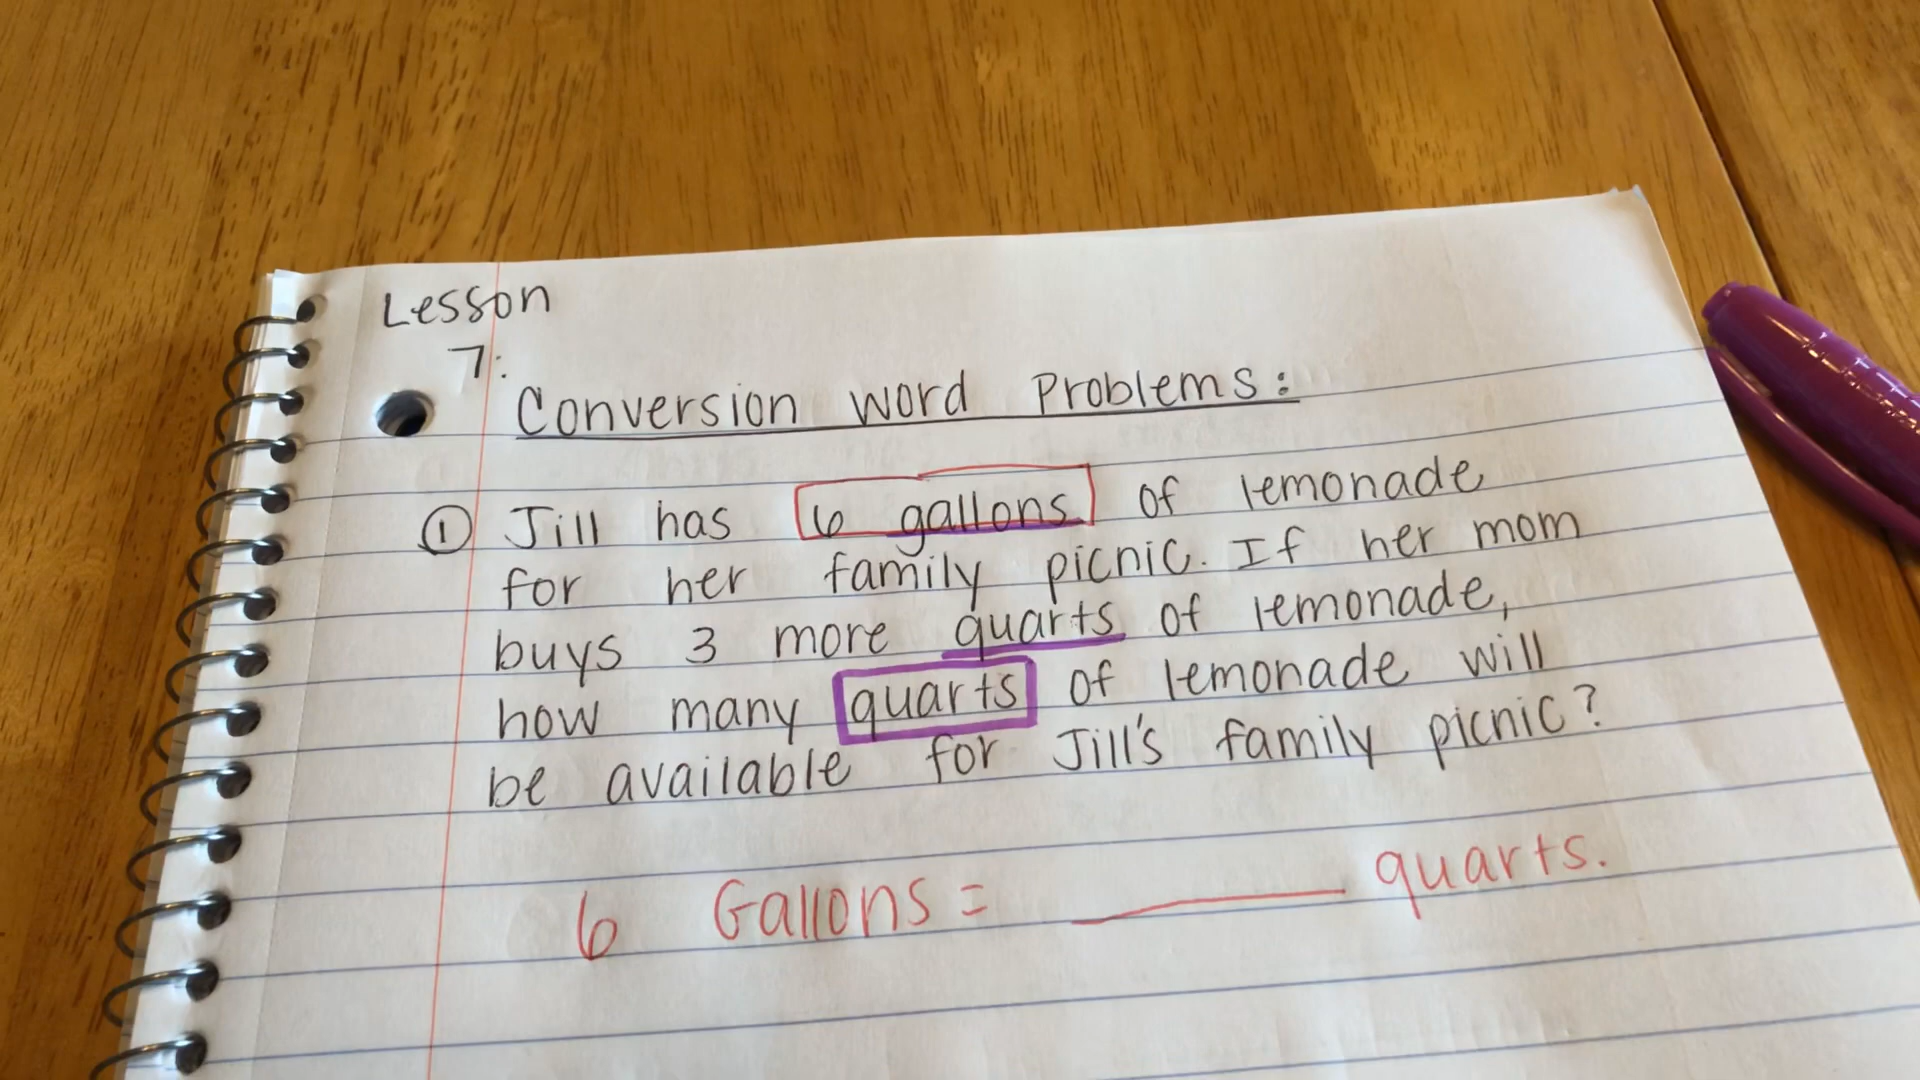 Lesson
7:
Conversion word Problems:
① Jill has 6 gallons of lemonade
for her family picnic. If her mom
buys 3 more quarts of lemonade,
how many quarts of lemonade will
be available for Jill's family picnic?
6 Gallons = ______ quarts.